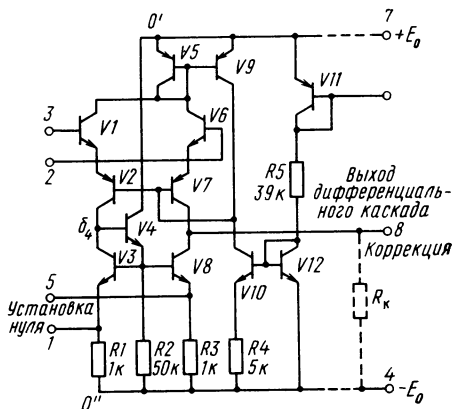 0'
7
+E₀
V5
V9
V11
3
V1
V6
2
R5
39к
Выход
дифференциаль-
ного каскада
8
Коррекция
V2
V7
б₄
V4
V3
V8
V10
V12
Rк
5
Установка
нуля
1
R1
1к
R2
50к
R3
1к
R4
5к
4
-E₀
0"